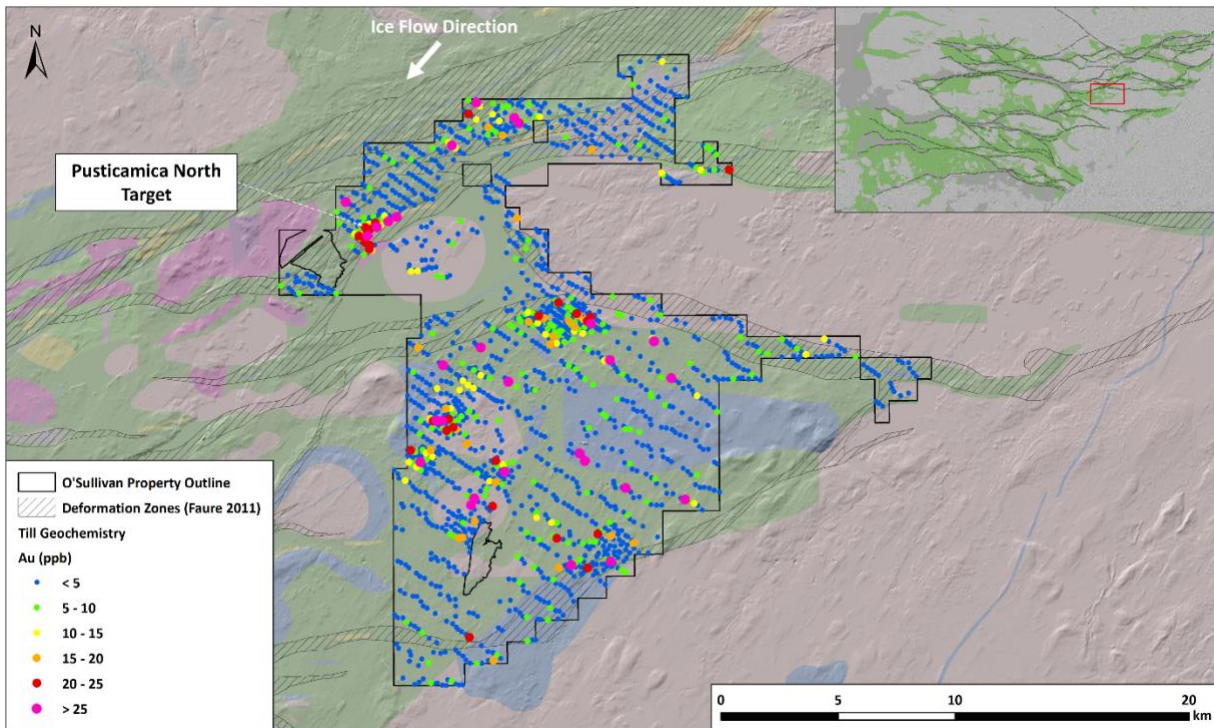 N
Ice Flow Direction
Pusticamica North
Target
O'Sullivan Property Outline
Deformation Zones (Faure 2011)
Till Geochemistry
Au (ppb)
< 5
5 - 10
10 - 15
15 - 20
20 - 25
> 25
0 5 10 20
km